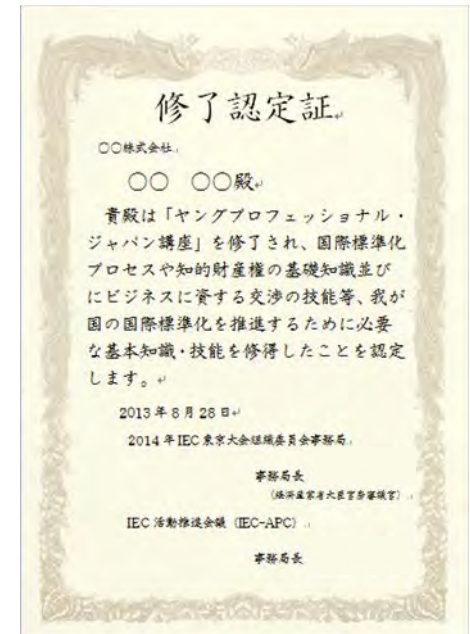 修了認定証
〇〇株式会社
〇〇 〇〇殿
貴殿は「ヤングプロフェッショナル・
ジャパン講座」を修了され、国際標準化
プロセスや知的財産権の基礎知識並び
にビジネスに資する交渉の技能等、我が
国の国際標準化を推進するために必要
な基本知識・技能を修得したことを認定
します。
2013年8月28日
2014年IEC東京大会組織委員会事務局
事務局長
(経済産業省大臣官房審議官)
IEC活動推進会議(IEC-APC)
事務局長